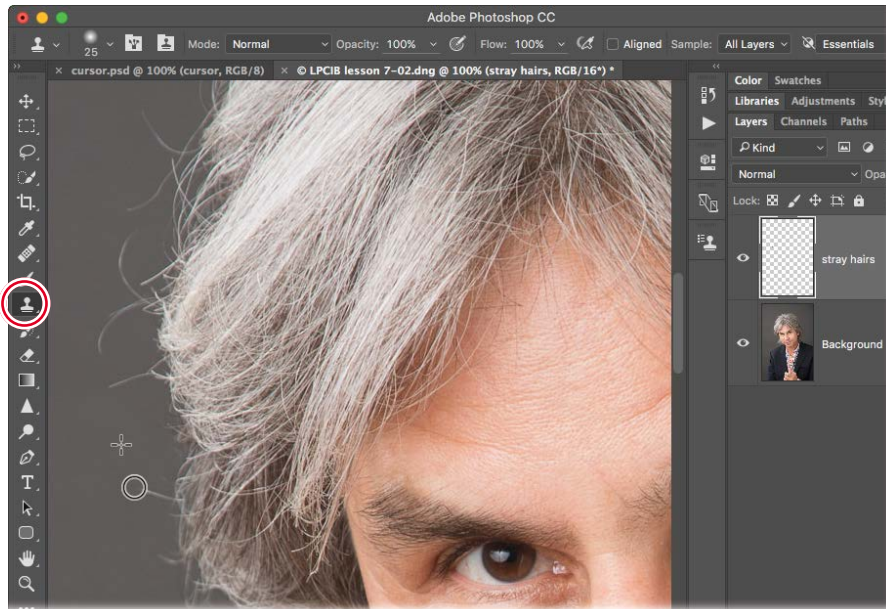 Adobe Photoshop CC
25 Mode: Normal Opacity: 100% Flow: 100% Aligned Sample: All Layers Essentials
× cursor.psd @ 100% (cursor, RGB/8) × © LPCIB lesson 7-02.dng @ 100% (stray hairs, RGB/16*) *
Color Swatches
Libraries Adjustments Styl
Layers Channels Paths
Kind
Normal Opa
Lock:
stray hairs
Background
T